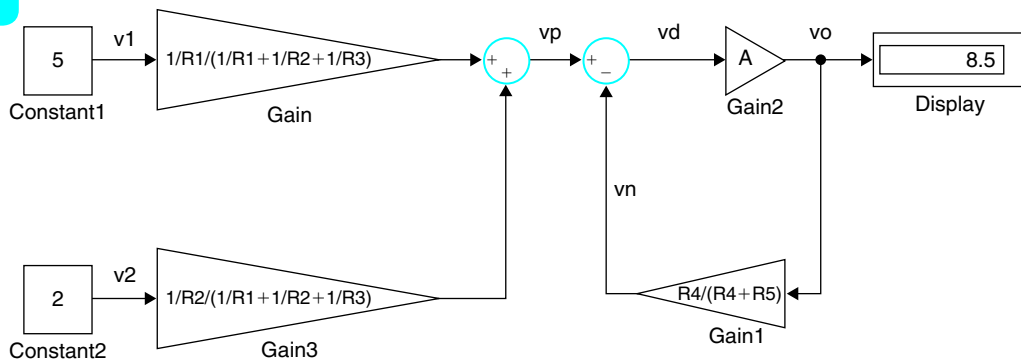 5
v1
1/R1/(1/R1+1/R2+1/R3)
+
+
vp
+
−
vd
A
vo
8.5
Constant1
Gain
Gain2
Display
vn
2
v2
1/R2/(1/R1+1/R2+1/R3)
R4/(R4+R5)
Constant2
Gain3
Gain1